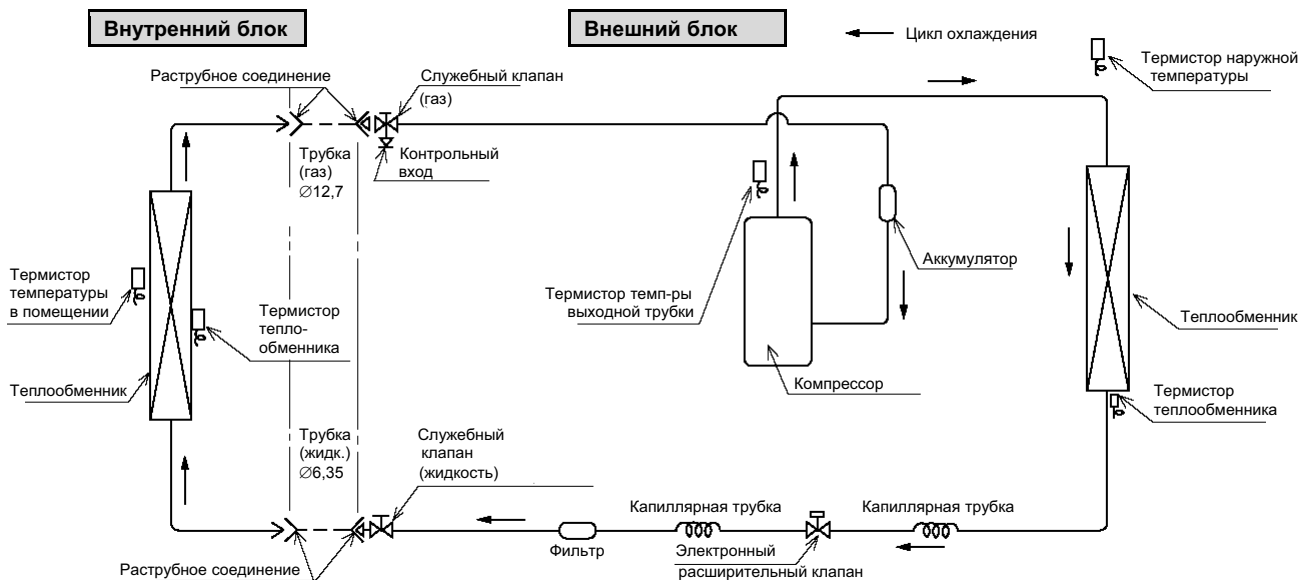 Внутренний блок
Внешний блок
Цикл охлаждения
Термистор наружной
температуры
Раструбное соединение
Служебный клапан
(газ)
Трубка
(газ)
∅12,7
Контрольный
вход
Аккумулятор
Термистор
температуры
в помещении
Термистор
тепло-
обменника
Термистор темп-ры
выходной трубки
Теплообменник
Теплообменник
Компрессор
Термистор
теплообменника
Трубка
(жидк.)
∅6,35
Служебный
клапан
(жидкость)
Капиллярная трубка
Капиллярная трубка
Фильтр
Электронный
расширительный клапан
Раструбное соединение